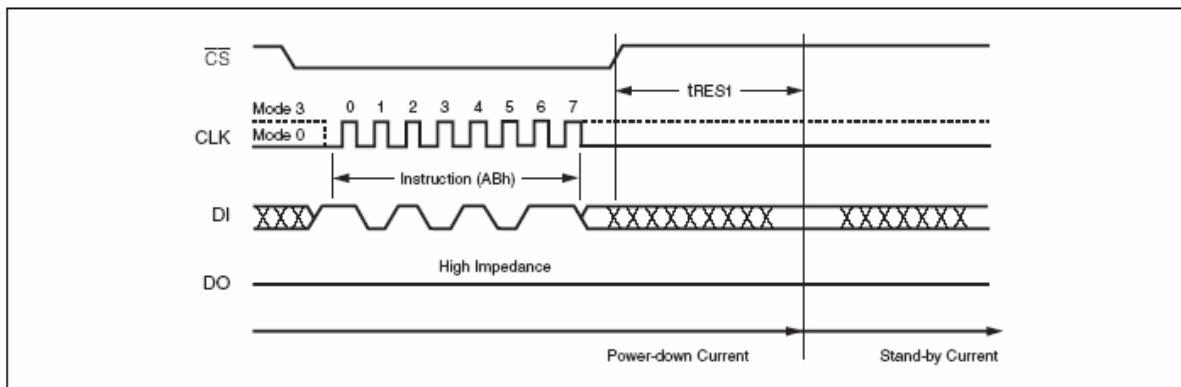 CS
tRES1
Mode 3 0 1 2 3 4 5 6 7
CLK
Mode 0
Instruction (ABh)
DI
High Impedance
DO
Power-down Current Stand-by Current